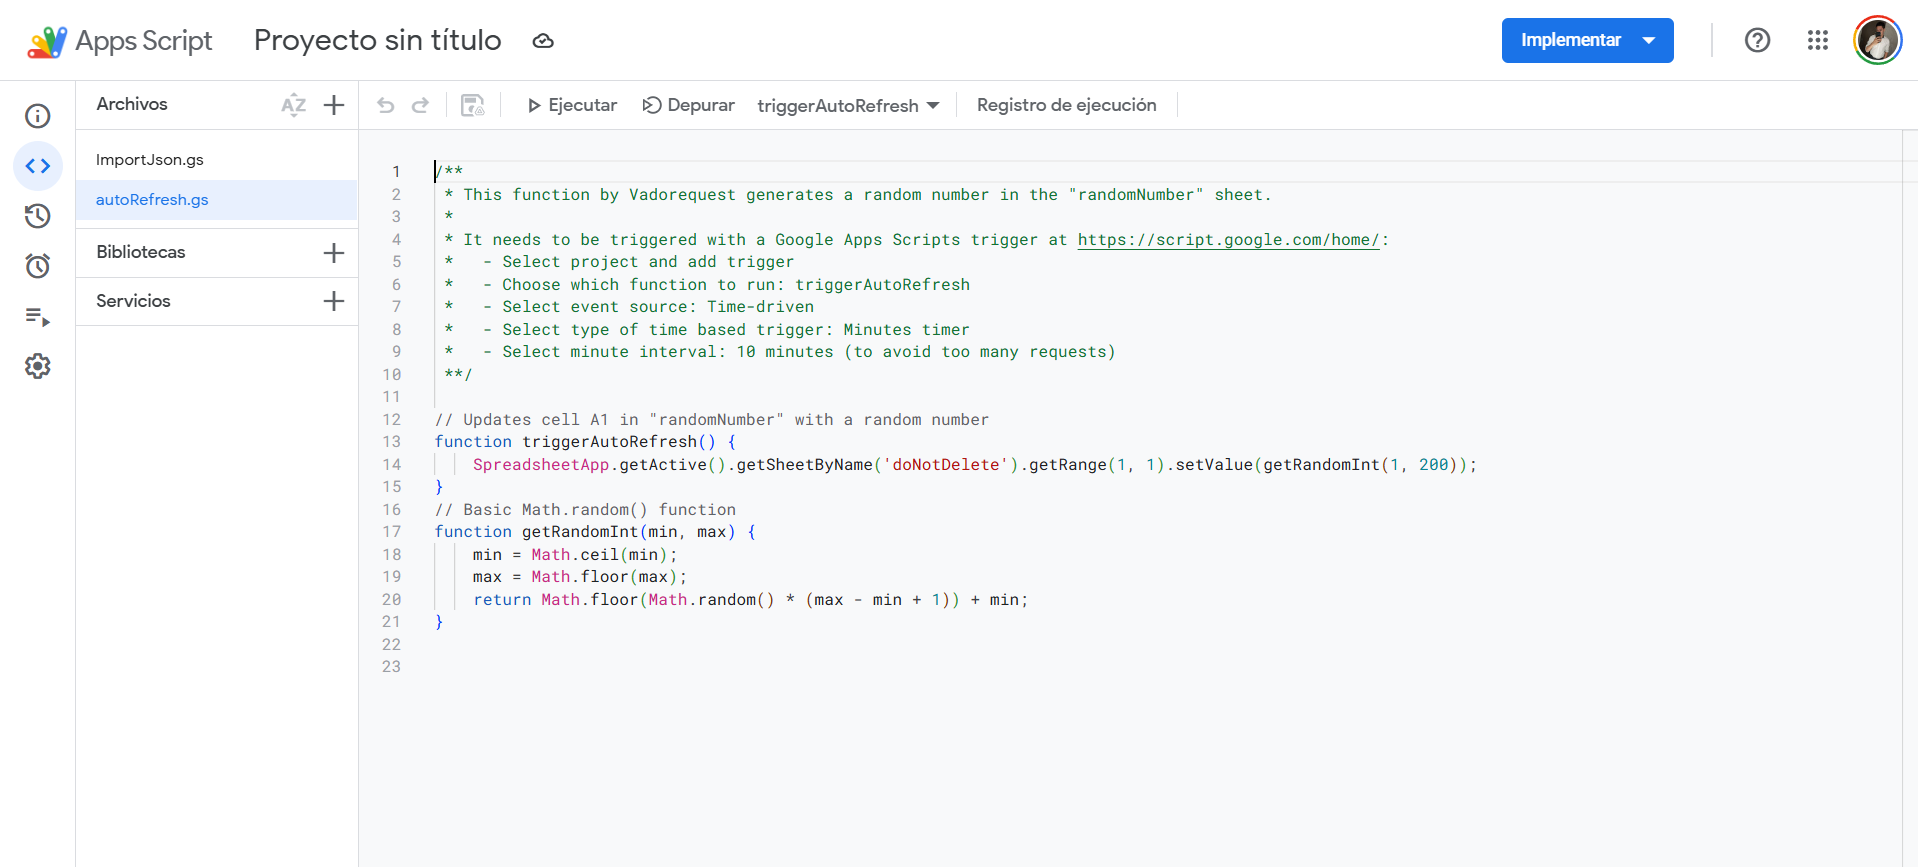 Apps Script
Proyecto sin título
Implementar
Archivos
AZ
Ejecutar
Depurar
triggerAutoRefresh
Registro de ejecución
ImportJson.gs
autoRefresh.gs
Bibliotecas
Servicios
1 /**
2 * This function by Vadorequest generates a random number in the "randomNumber" sheet.
3 *
4 * It needs to be triggered with a Google Apps Scripts trigger at https://script.google.com/home/:
5 *   - Select project and add trigger
6 *   - Choose which function to run: triggerAutoRefresh
7 *   - Select event source: Time-driven
8 *   - Select type of time based trigger: Minutes timer
9 *   - Select minute interval: 10 minutes (to avoid too many requests)
10 **/
11
12 // Updates cell A1 in "randomNumber" with a random number
13 function triggerAutoRefresh() {
14     SpreadsheetApp.getActive().getSheetByName('doNotDelete').getRange(1, 1).setValue(getRandomInt(1, 200));
15 }
16 // Basic Math.random() function
17 function getRandomInt(min, max) {
18     min = Math.ceil(min);
19     max = Math.floor(max);
20     return Math.floor(Math.random() * (max - min + 1)) + min;
21 }
22
23